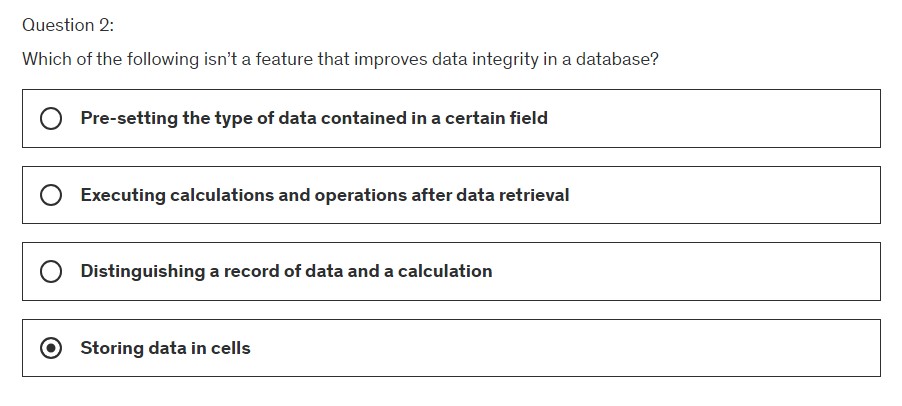 Question 2:
Which of the following isn’t a feature that improves data integrity in a database?
Pre-setting the type of data contained in a certain field
Executing calculations and operations after data retrieval
Distinguishing a record of data and a calculation
Storing data in cells